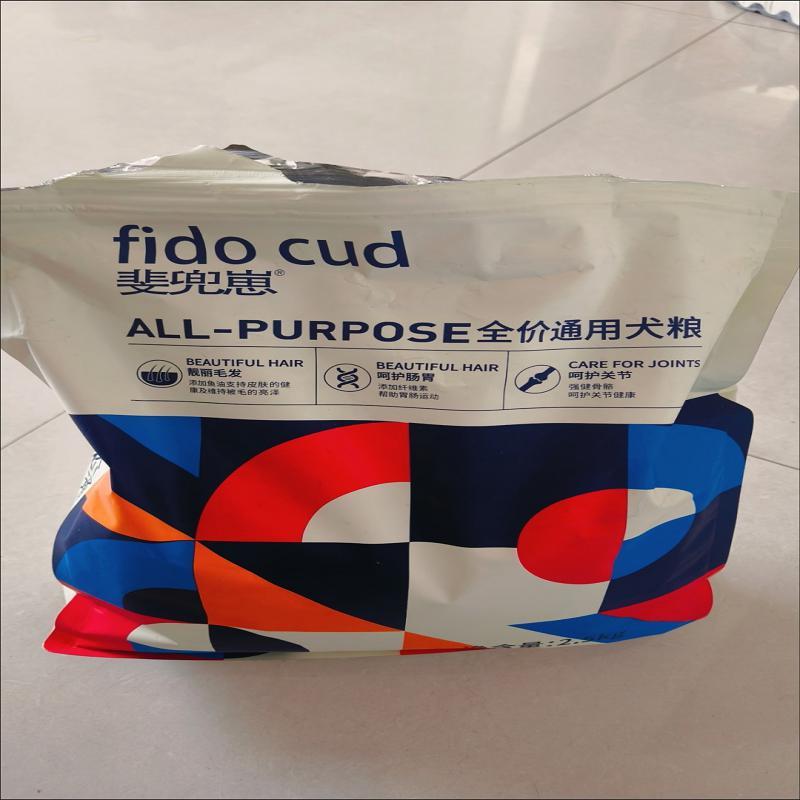 fido cud
斐兜崽®
ALL-PURPOSE全价通用犬粮
BEAUTIFUL HAIR
靓丽毛发
添加鱼油支持皮肤的健
康及维持被毛的亮泽
BEAUTIFUL HAIR
呵护肠胃
添加纤维素
帮助胃肠运动
CARE FOR JOINTS
呵护关节
强健骨骼
呵护关节健康
含量:2.5kg